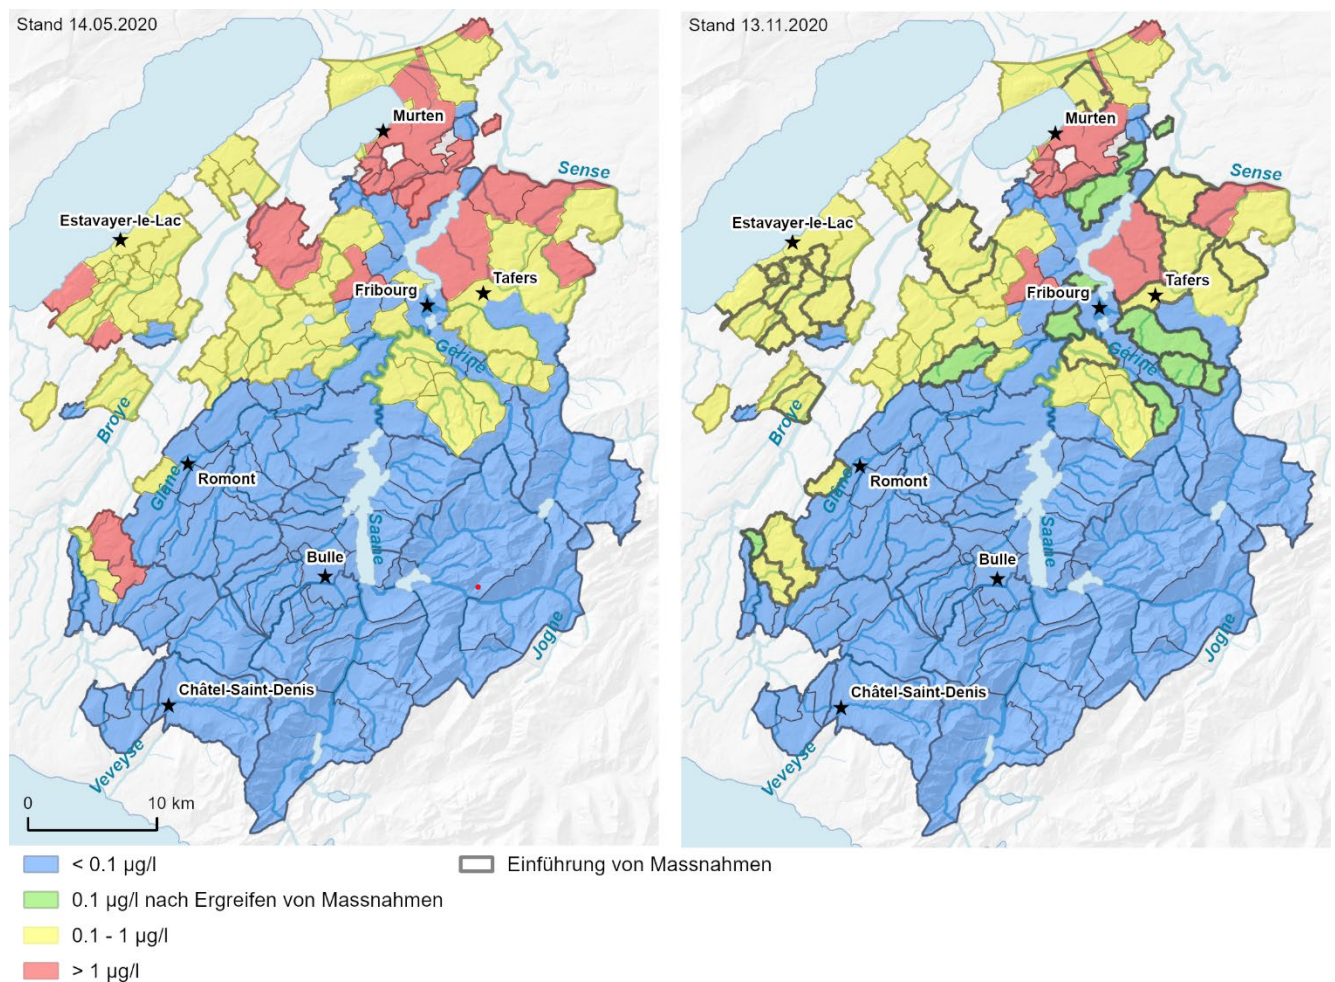 Stand 14.05.2020
Murten
Sense
Estavayer-le-Lac
Tafers
Fribourg
Gérine
Broye
Romont
Glâne
Saane
Bulle
Jogne
Châtel-Saint-Denis
Veveyse
0 10 km
Stand 13.11.2020
Murten
Sense
Estavayer-le-Lac
Tafers
Fribourg
Gérine
Broye
Romont
Glâne
Saane
Bulle
Jogne
Châtel-Saint-Denis
Veveyse
< 0.1 µg/l
0.1 µg/l nach Ergreifen von Massnahmen
0.1 - 1 µg/l
> 1 µg/l
Einführung von Massnahmen